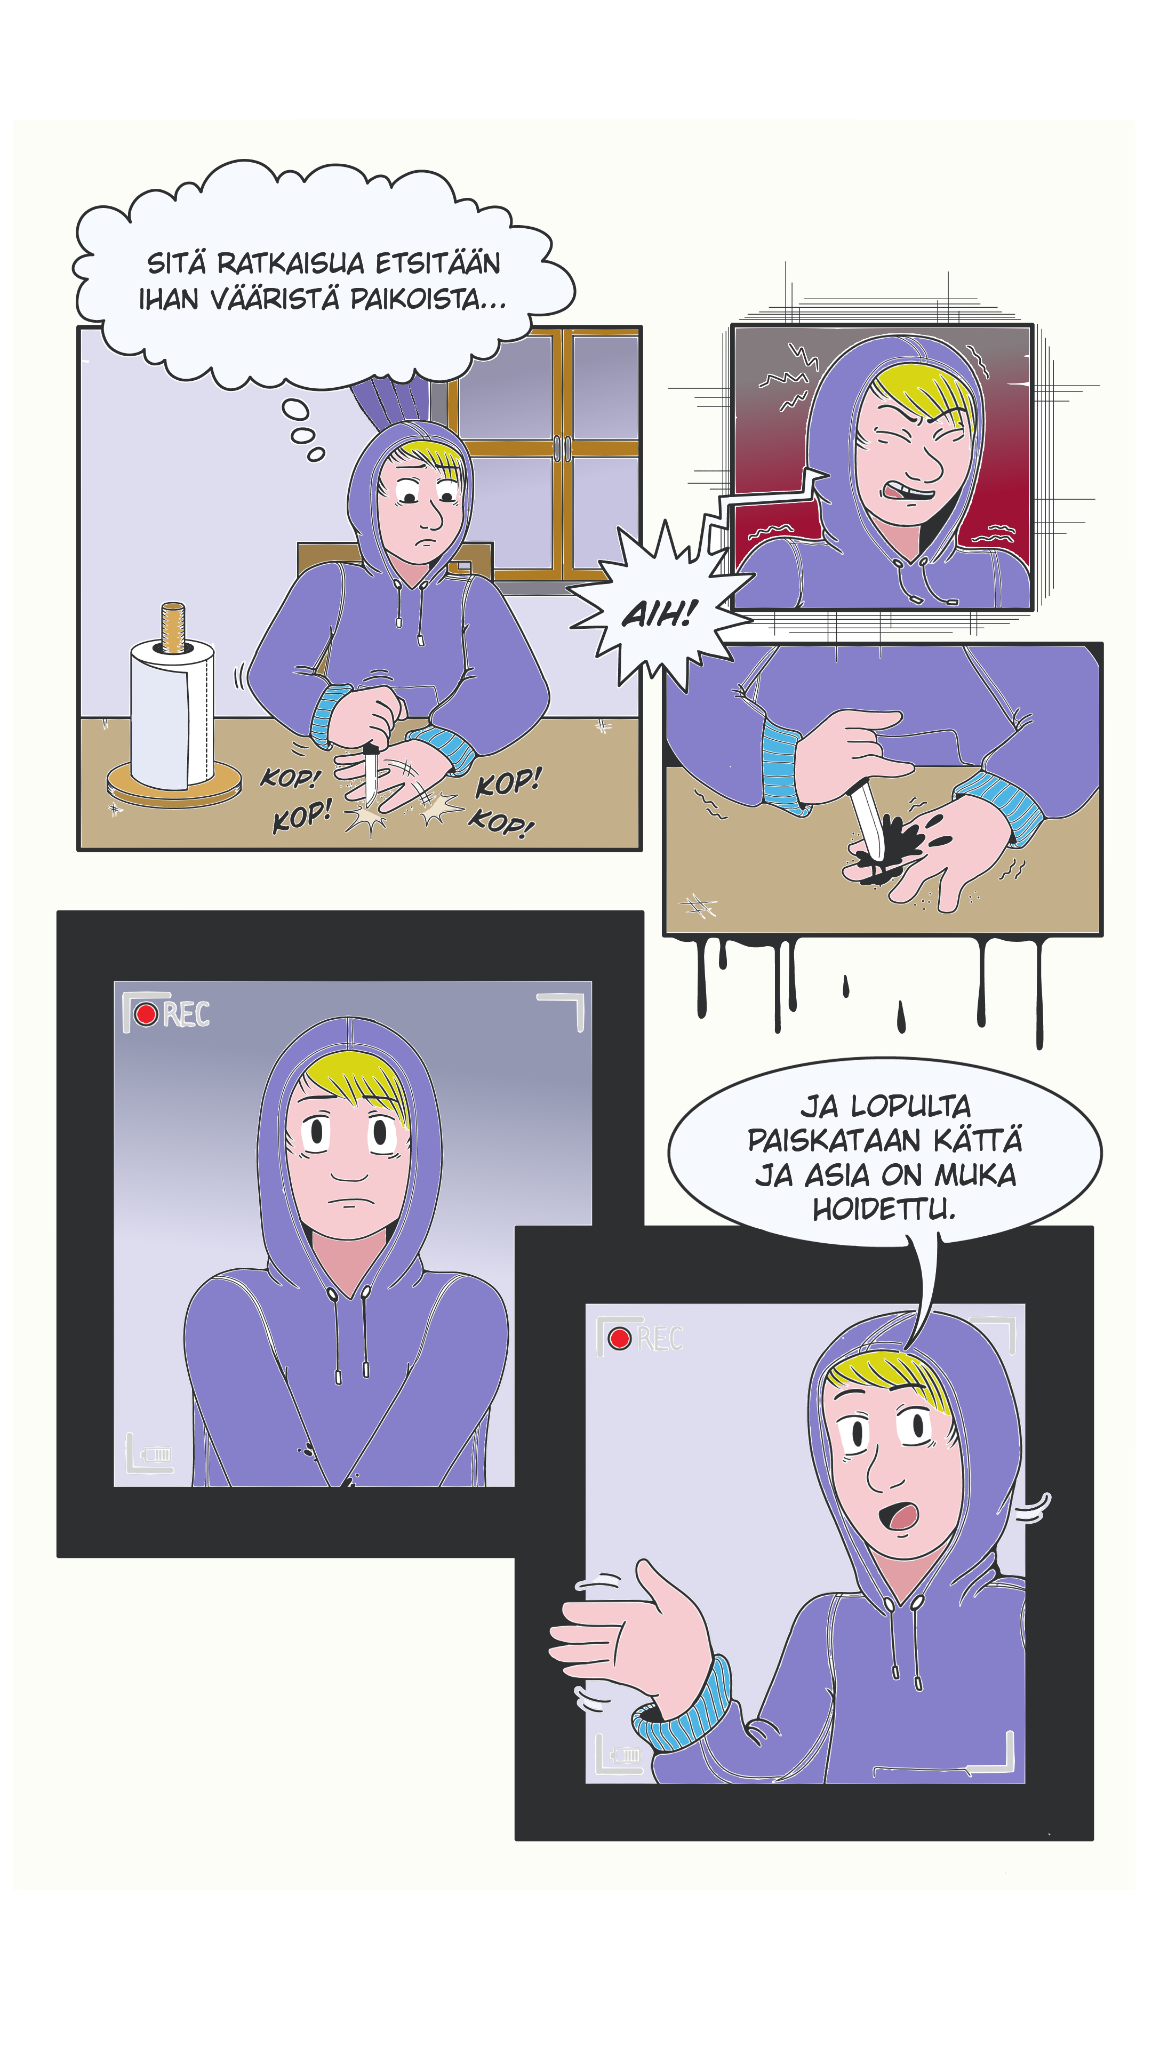 SITÄ RATKAISUA ETSITÄÄN
IHAN VÄÄRISTÄ PAIKOISTA...
KOP!
KOP!
KOP!
KOP!
AIH!
REC
JA LOPULTA
PAISKATAAN KÄTTÄ
JA ASIA ON MUKA
HOIDETTU.
REC